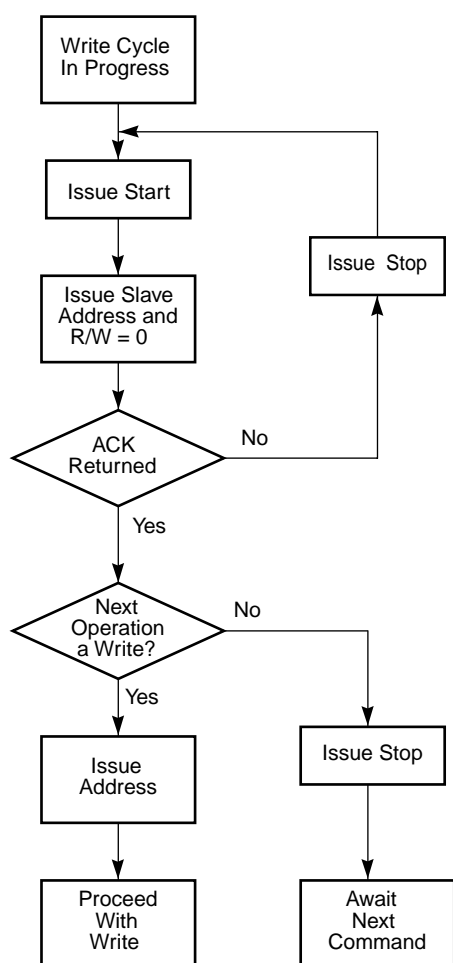 Write Cycle
In Progress
Issue Start
Issue Stop
Issue Slave
Address and
R/W = 0
ACK
Returned
No
Yes
Next
Operation
a Write?
No
Yes
Issue
Address
Issue Stop
Proceed
With
Write
Await
Next
Command